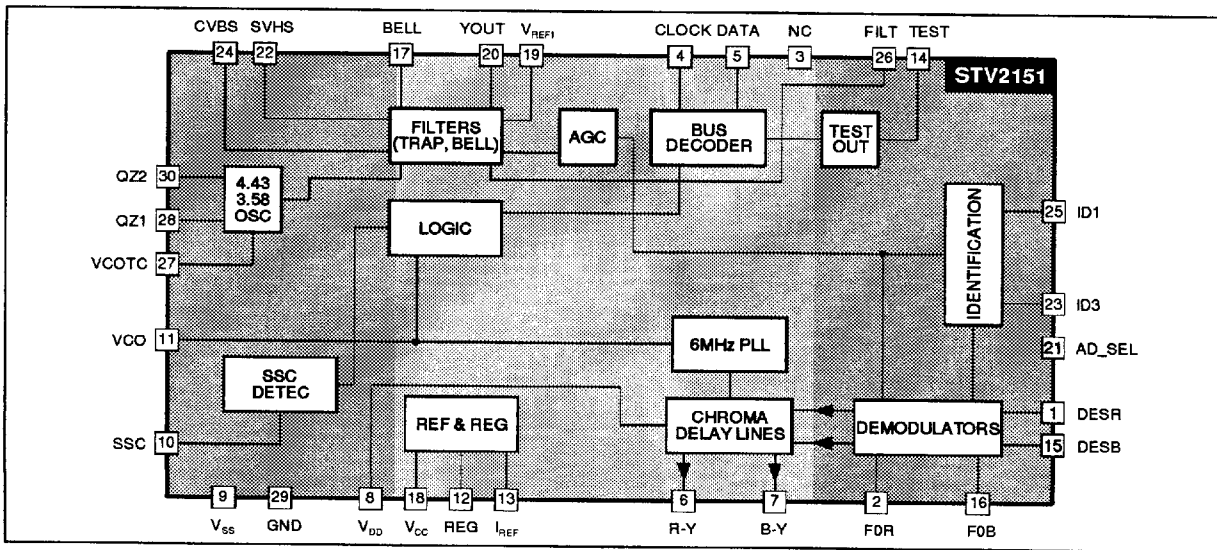 CVBS SVHS BELL YOUT VREF1 CLOCK DATA NC FILT TEST
24 22 17 20 19 4 5 3 26 14
STV2151
FILTERS
(TRAP, BELL)
AGC
BUS
DECODER
TEST
OUT
QZ2 30
4.43
3.58
OSC
QZ1 28
VCOTC 27
LOGIC
IDENTIFICATION
25 ID1
23 ID3
21 AD_SEL
VCO 11
6MHz PLL
SSC
DETEC
REF & REG
CHROMA
DELAY LINES
DEMODULATORS
1 DESR
15 DESB
SSC 10
9 29 8 18 12 13 6 7 2 16
VSS GND VDD VCC REG IREF R-Y B-Y F0R F0B